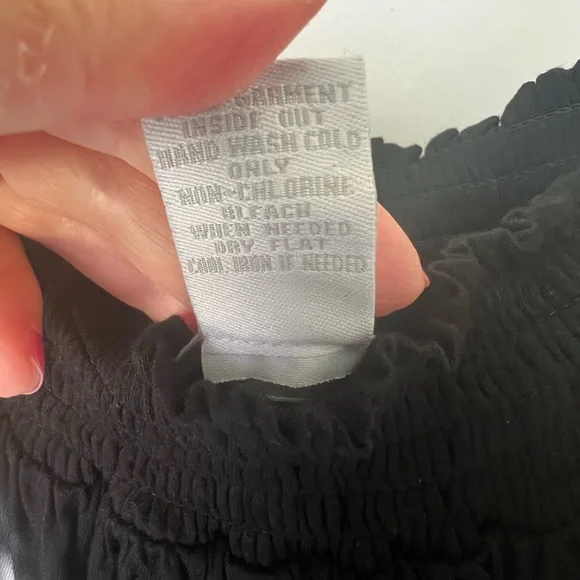 GARMENT
INSIDE OUT
HAND WASH COLD
ONLY
NON-CHLORINE
BLEACH
WHEN NEEDED
DRY FLAT
COOL IRON IF NEEDED